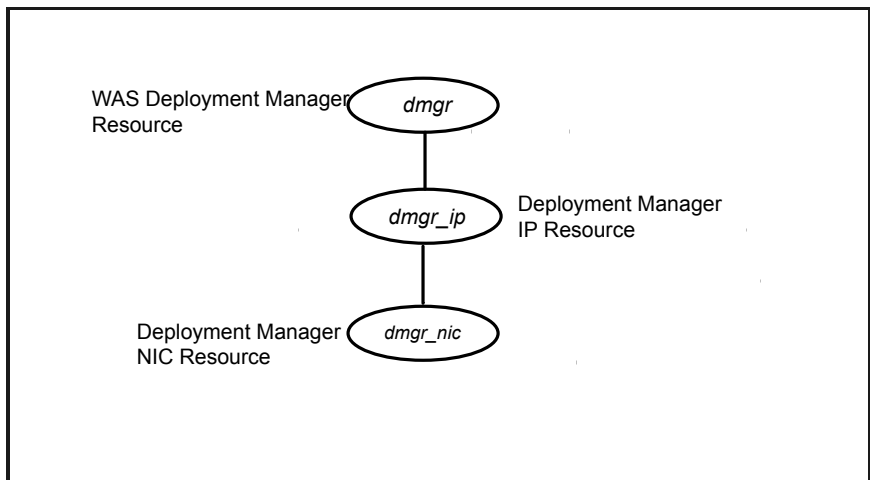 WAS Deployment Manager
Resource
dmgr
dmgr_ip
Deployment Manager
IP Resource
Deployment Manager
NIC Resource
dmgr_nic